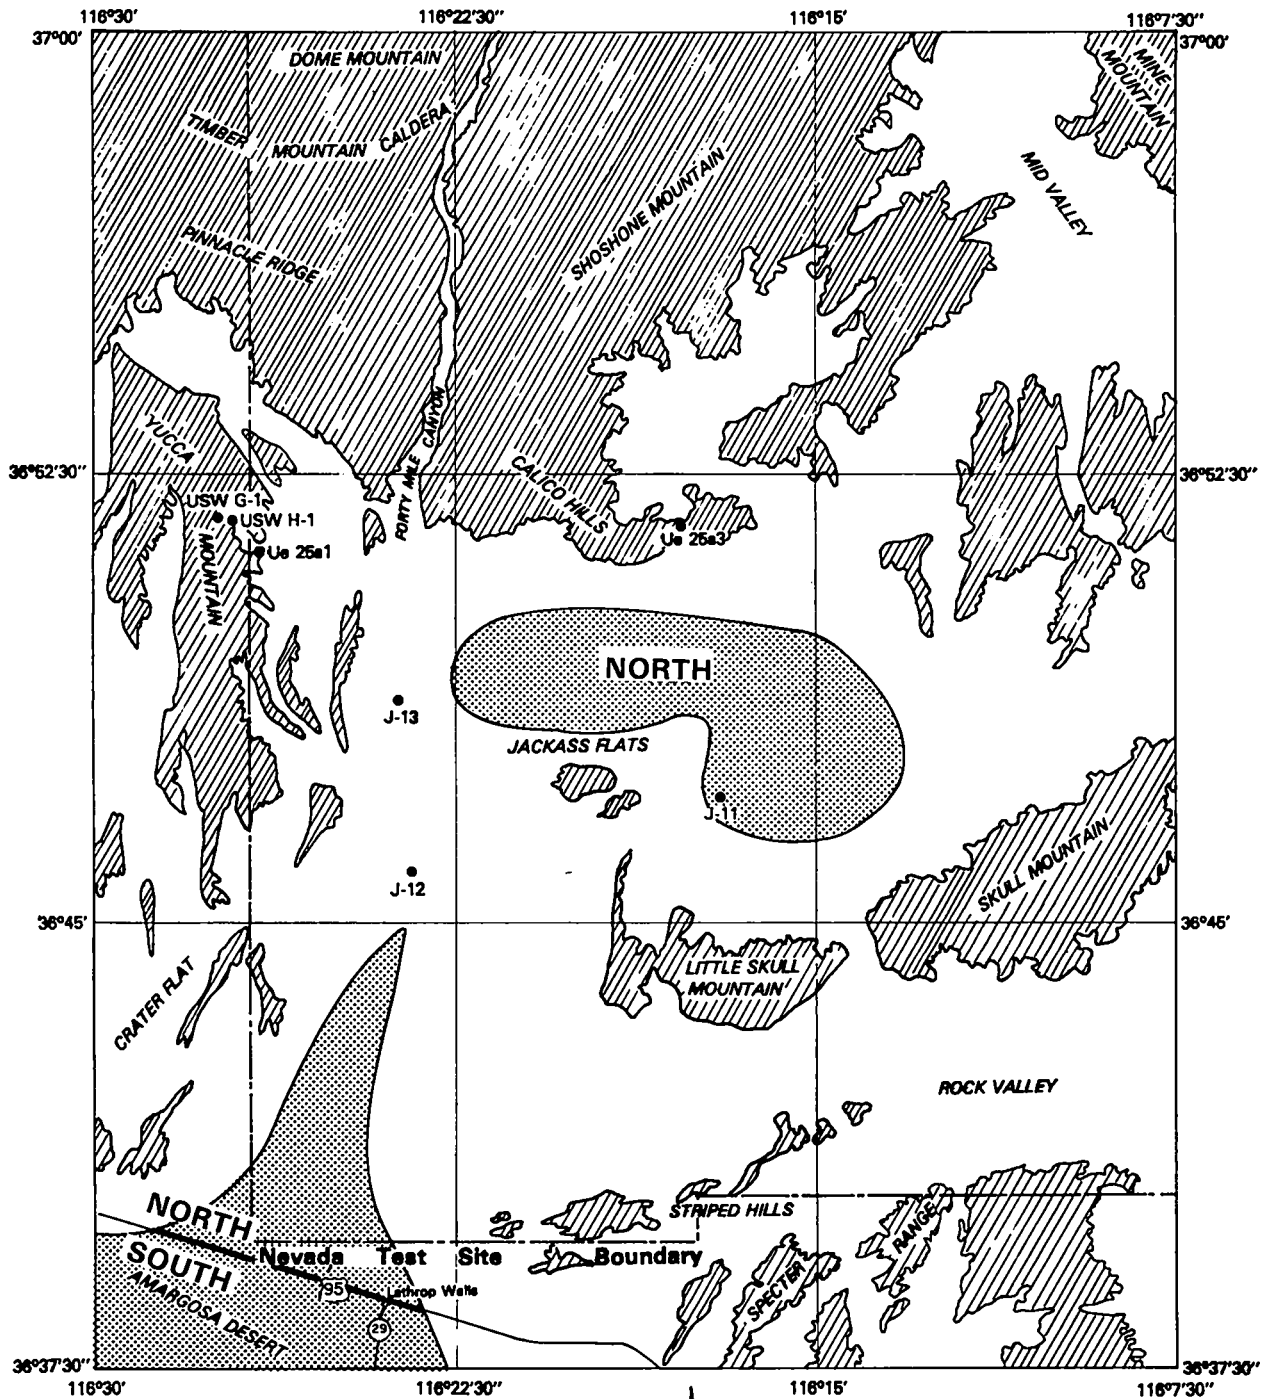 116°30' 116°22'30'' 116°15' 116°7'30''
37°00' 37°00'
DOME MOUNTAIN
MINE
MOUNTAIN
TIMBER MOUNTAIN CALDERA
MID VALLEY
SHOSHONE MOUNTAIN
PINNACLE RIDGE
FORTY MILE CANYON
YUCCA
MOUNTAIN
36°52'30'' 36°52'30''
CALICO HILLS
USW G-1
USW H-1
Ue 25a1
Ue 25a3
NORTH
J-13
JACKASS FLATS
J-11
J-12
SKULL MOUNTAIN
36°45' 36°45'
LITTLE SKULL
MOUNTAIN
CRATER FLAT
ROCK VALLEY
STRIPED HILLS
SPECTER
RANGE
NORTH
SOUTH
Nevada Test Site Boundary
AMARGOSA DESERT
95
Lathrop Wells
29
36°37'30'' 36°37'30''
116°30' 116°22'30'' 116°15' 116°7'30''